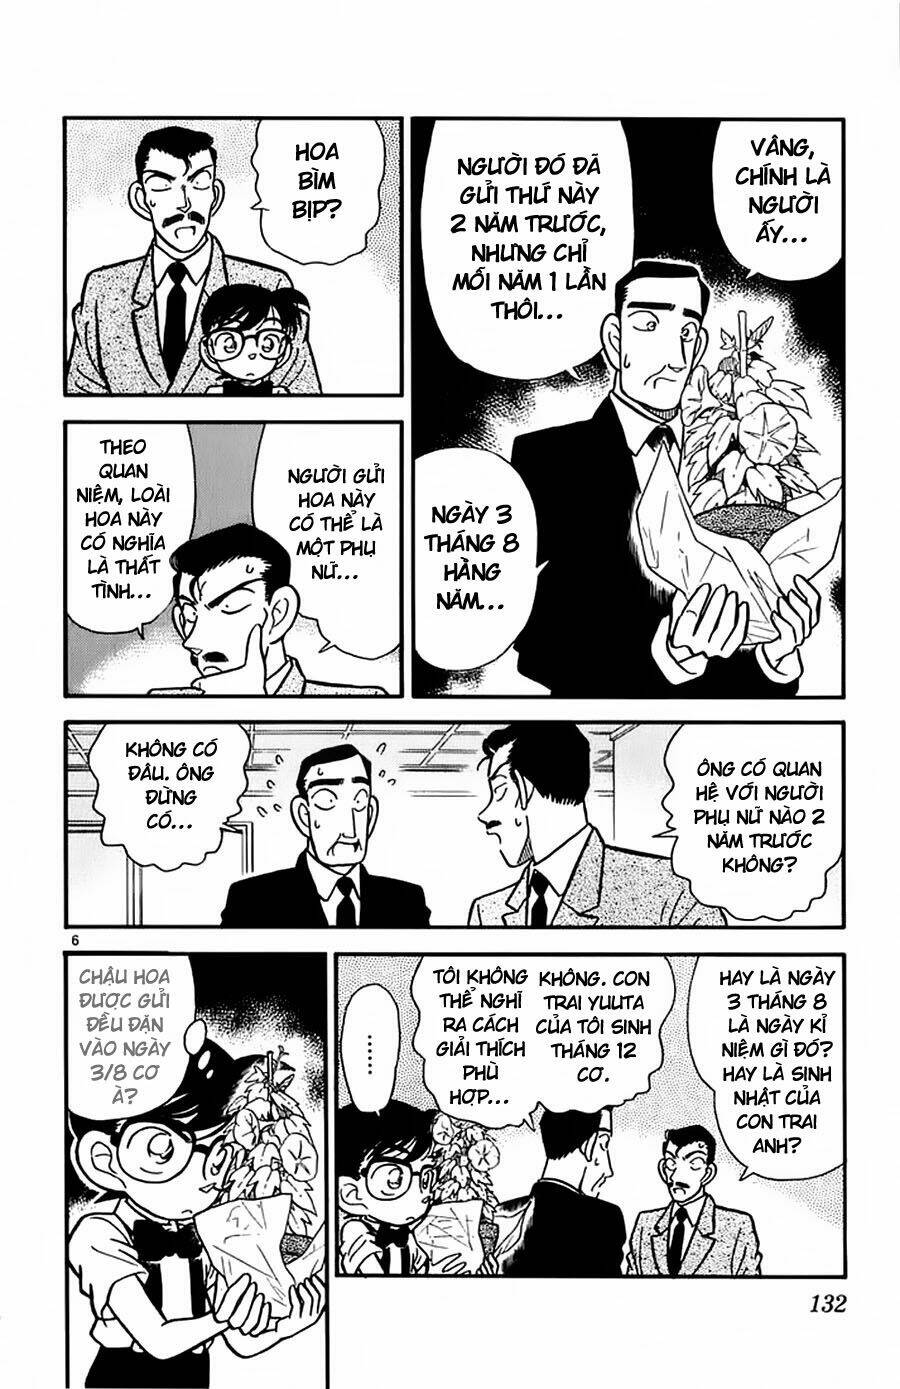 VÂNG,
CHÍNH LÀ
NGƯỜI
ẤY...
NGƯỜI ĐÓ ĐÃ
GỬI THỨ NÀY
2 NĂM TRƯỚC,
NHƯNG CHỈ
MỖI NĂM 1 LẦN
THÔI...
NGÀY 3
THÁNG 8
HẰNG
NĂM...
HOA
BÌM
BỊP?
NGƯỜI GỬI
HOA NÀY
CÓ THỂ LÀ
MỘT PHỤ
NỮ...
THEO
QUAN
NIỆM, LOÀI
HOA NÀY
CÓ NGHĨA
LÀ THẤT
TÌNH...
ÔNG CÓ QUAN
HỆ VỚI NGƯỜI
PHỤ NỮ NÀO 2
NĂM TRƯỚC
KHÔNG?
KHÔNG CÓ
ĐÂU. ÔNG
ĐỪNG
CÓ...
6
HAY LÀ NGÀY
3 THÁNG 8
LÀ NGÀY KỈ
NIỆM GÌ ĐÓ?
HAY LÀ SINH
NHẬT CỦA
CON TRAI
ANH?
KHÔNG. CON
TRAI YUUTA
CỦA TÔI SINH
THÁNG 12
CƠ.
TÔI KHÔNG
THỂ NGHĨ
RA CÁCH
GIẢI THÍCH
PHÙ
HỢP...
......
CHẬU HOA
ĐƯỢC GỬI
ĐỀU ĐẶN
VÀO NGÀY
3/8 CƠ
À?
132